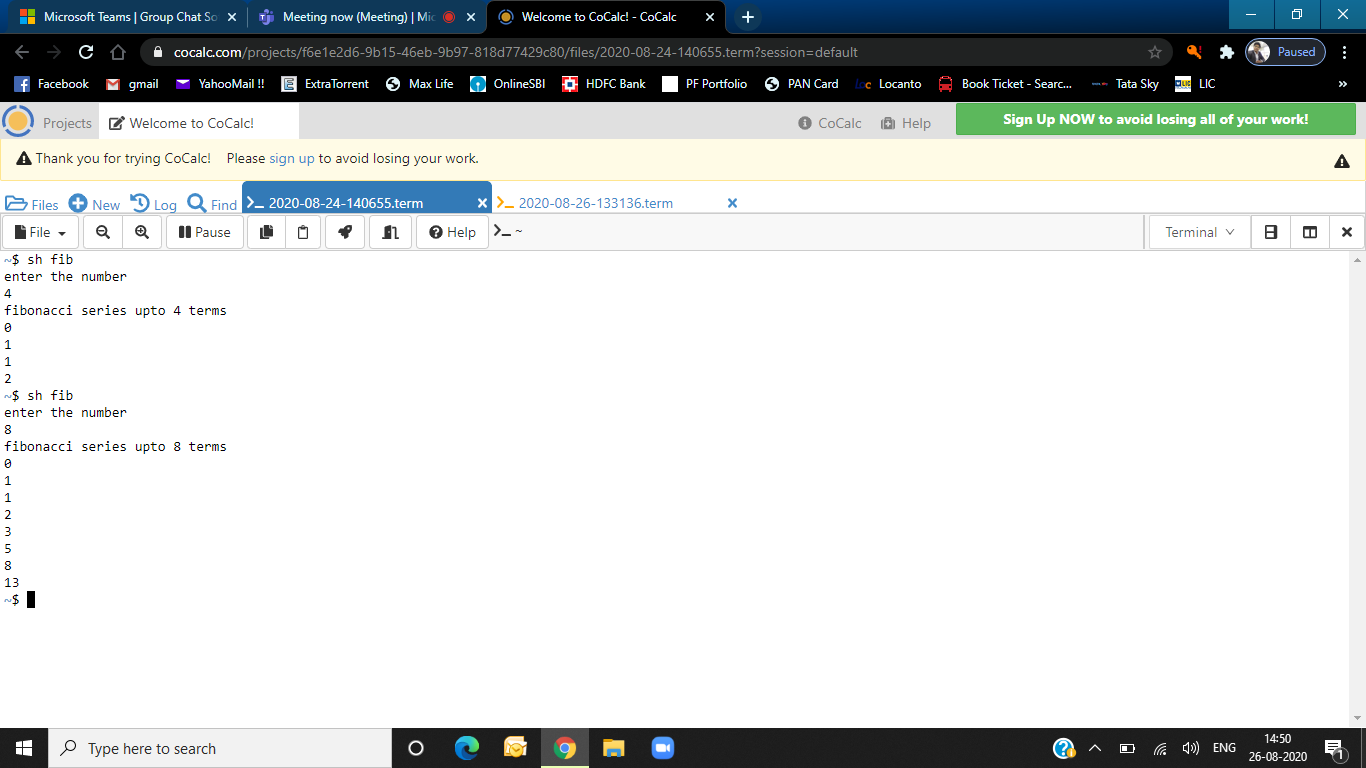 Microsoft Teams | Group Chat So
Meeting now (Meeting) | Mic
Welcome to CoCalc! - CoCalc
cocalc.com/projects/f6e1e2d6-9b15-46eb-9b97-818d77429c80/files/2020-08-24-140655.term?session=default
Paused
Facebook gmail YahooMail !! ExtraTorrent Max Life OnlineSBI HDFC Bank PF Portfolio PAN Card Locanto Book Ticket - Searc... Tata Sky LIC »
Projects Welcome to CoCalc! CoCalc Help Sign Up NOW to avoid losing all of your work!
Thank you for trying CoCalc! Please sign up to avoid losing your work.
Files New Log Find 2020-08-24-140655.term 2020-08-26-133136.term
File Pause Help ~ Terminal
~$ sh fib
enter the number
4
fibonacci series upto 4 terms
0
1
1
2
~$ sh fib
enter the number
8
fibonacci series upto 8 terms
0
1
1
2
3
5
8
13
~$
Type here to search
ENG
14:50
26-08-2020
1